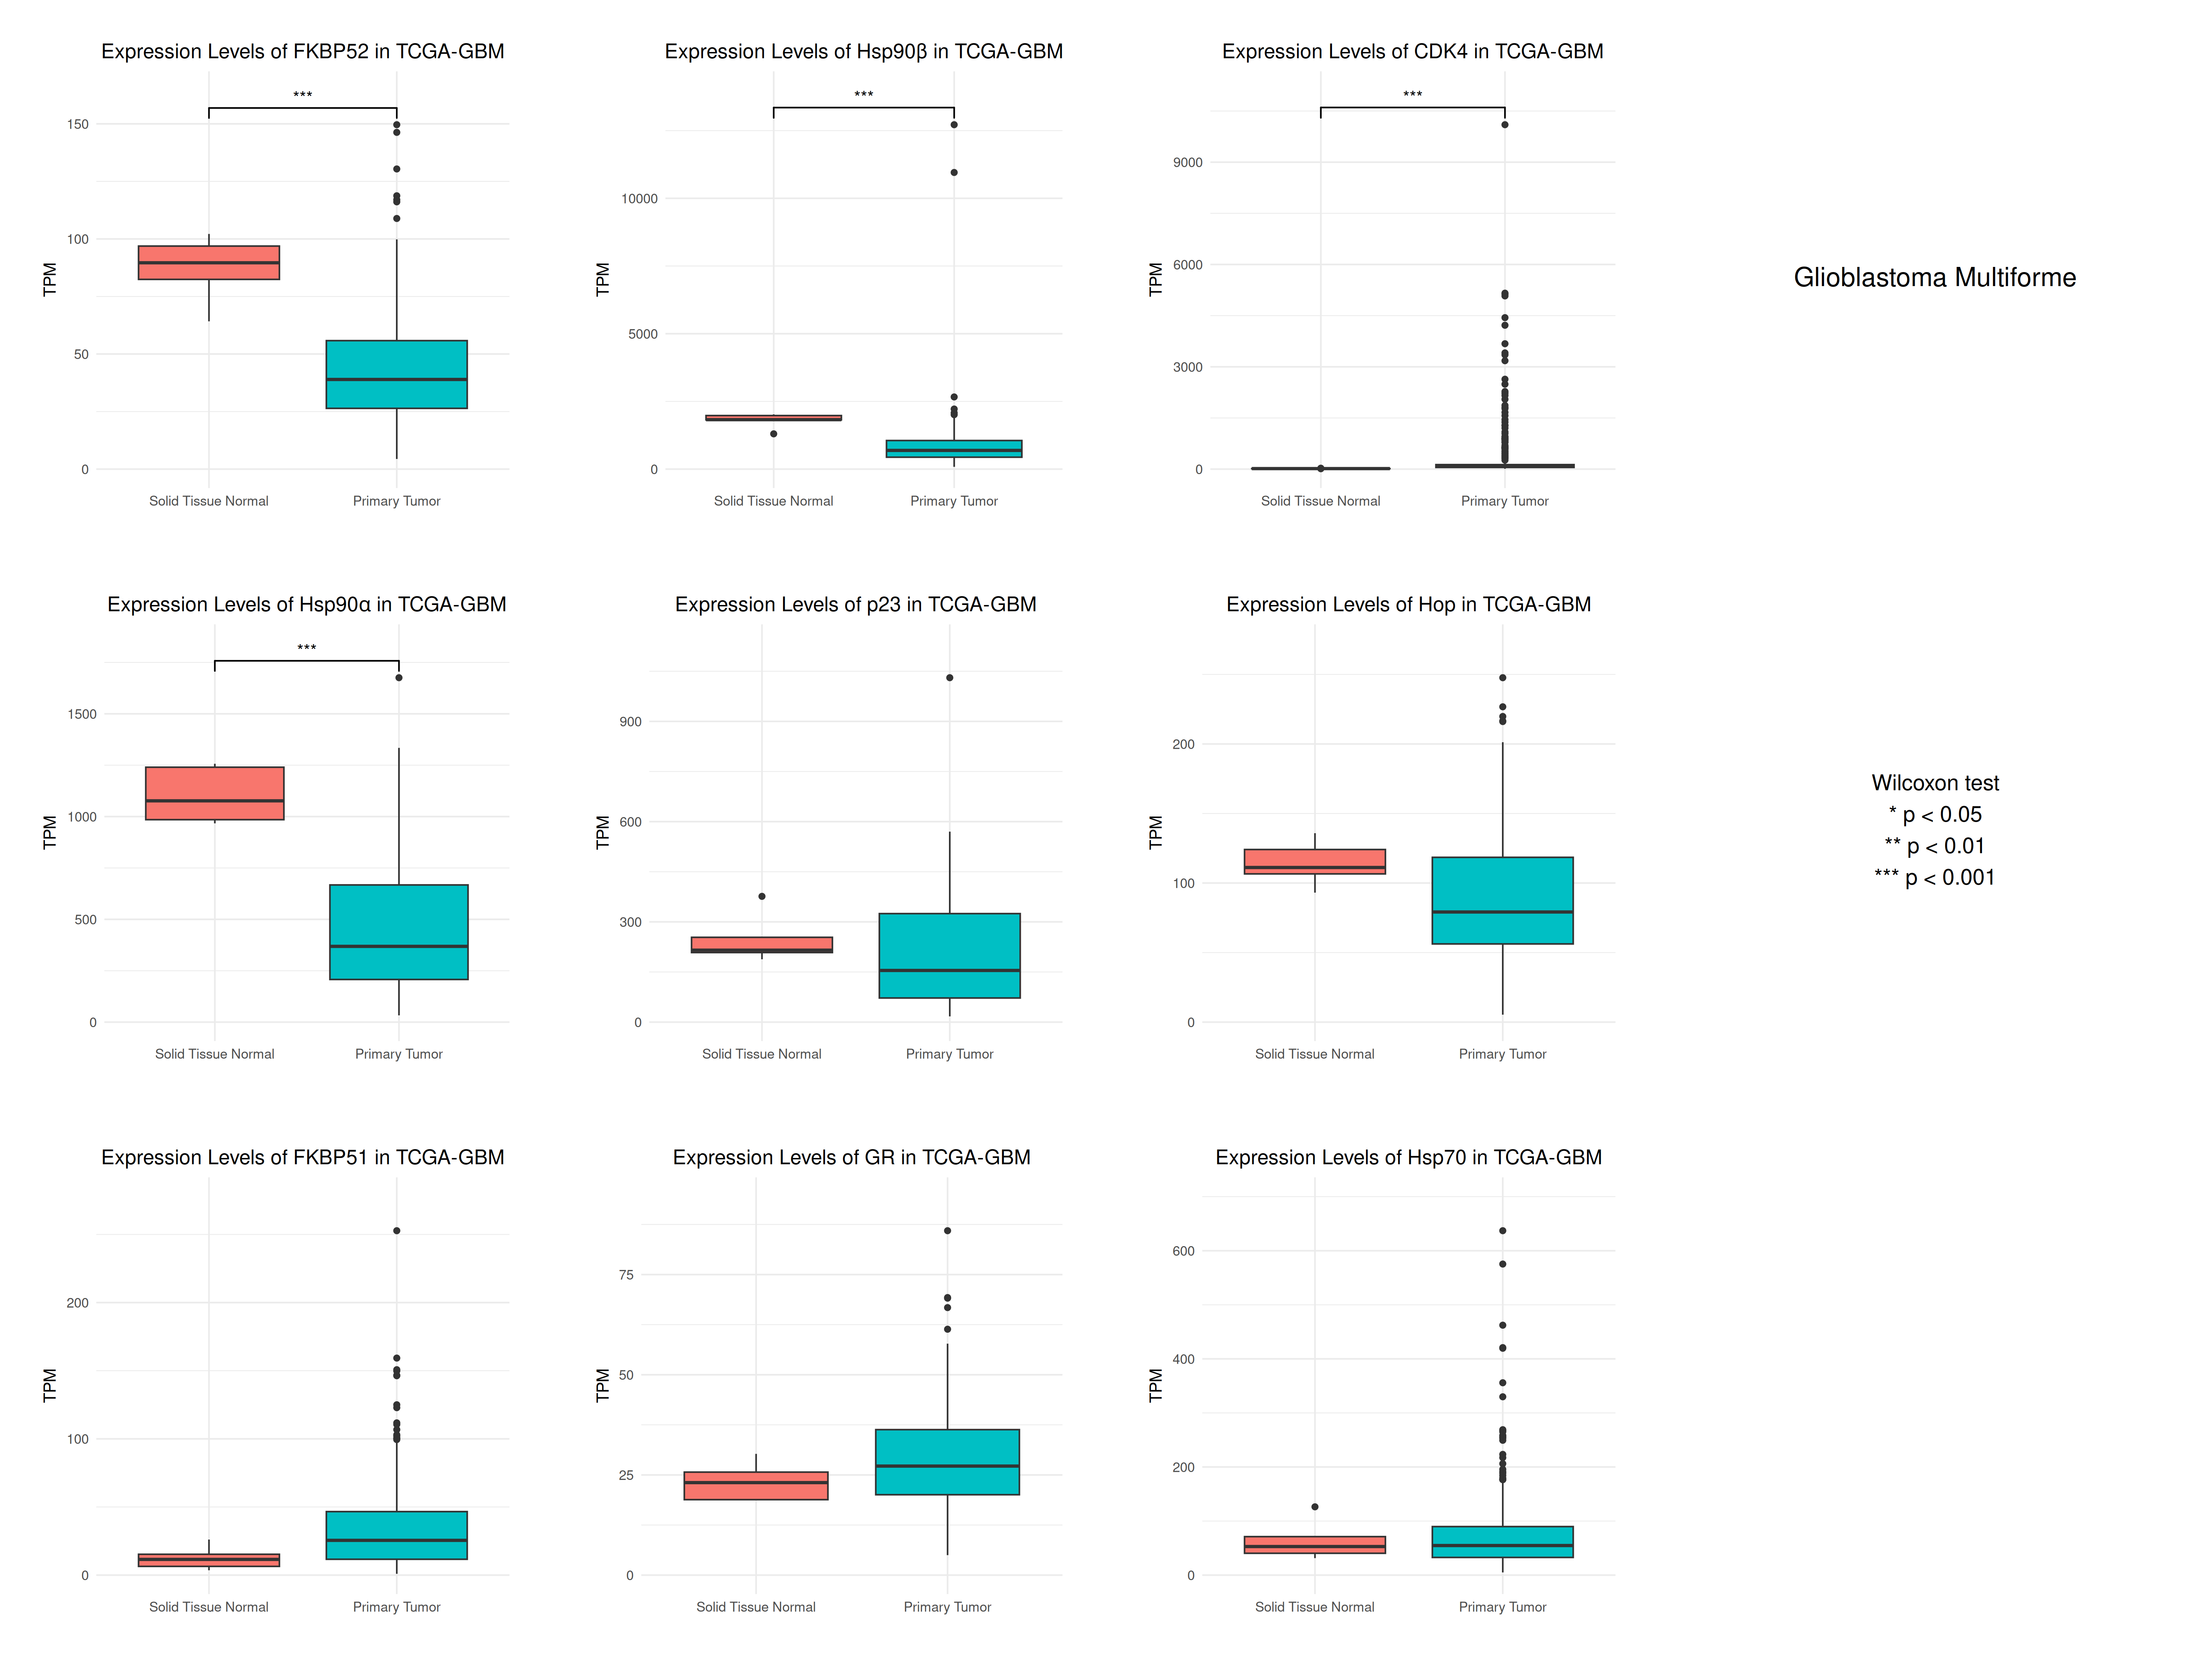 Expression Levels of FKBP52 in TCGA-GBM
***
TPM
150
100
50
0
Solid Tissue Normal
Primary Tumor
Expression Levels of Hsp90β in TCGA-GBM
***
TPM
10000
5000
0
Solid Tissue Normal
Primary Tumor
Expression Levels of CDK4 in TCGA-GBM
***
TPM
9000
6000
3000
0
Solid Tissue Normal
Primary Tumor
Glioblastoma Multiforme
Expression Levels of Hsp90α in TCGA-GBM
***
TPM
1500
1000
500
0
Solid Tissue Normal
Primary Tumor
Expression Levels of p23 in TCGA-GBM
TPM
900
600
300
0
Solid Tissue Normal
Primary Tumor
Expression Levels of Hop in TCGA-GBM
TPM
200
100
0
Solid Tissue Normal
Primary Tumor
Wilcoxon test
* p < 0.05
** p < 0.01
*** p < 0.001
Expression Levels of FKBP51 in TCGA-GBM
TPM
200
100
0
Solid Tissue Normal
Primary Tumor
Expression Levels of GR in TCGA-GBM
TPM
75
50
25
0
Solid Tissue Normal
Primary Tumor
Expression Levels of Hsp70 in TCGA-GBM
TPM
600
400
200
0
Solid Tissue Normal
Primary Tumor